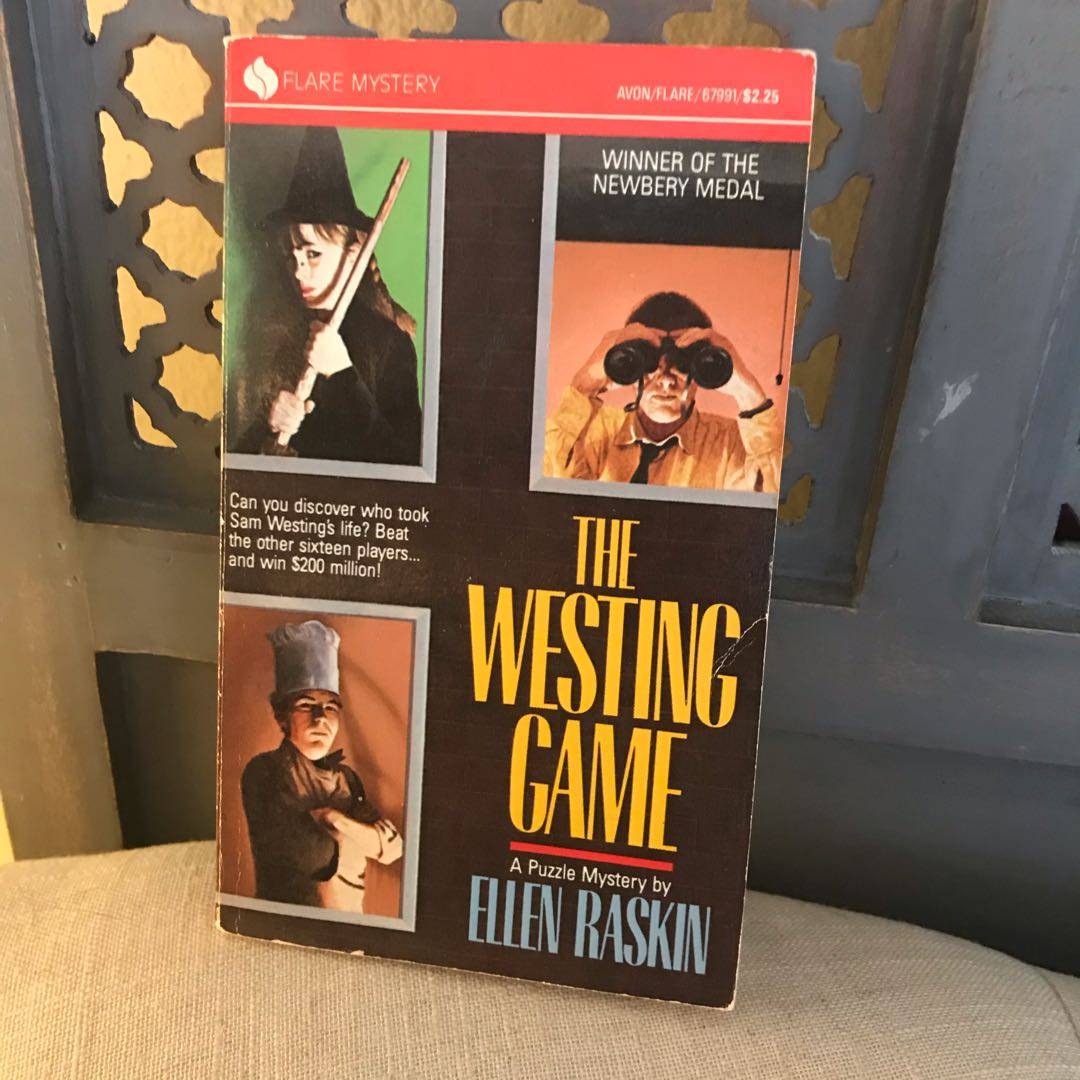 FLARE MYSTERY
AVON/FLARE/67991/$2.25
WINNER OF THE
NEWBERY MEDAL
Can you discover who took
Sam Westing's life? Beat
the other sixteen players...
and win $200 million!
THE
WESTING
GAME
A Puzzle Mystery by
ELLEN RASKIN